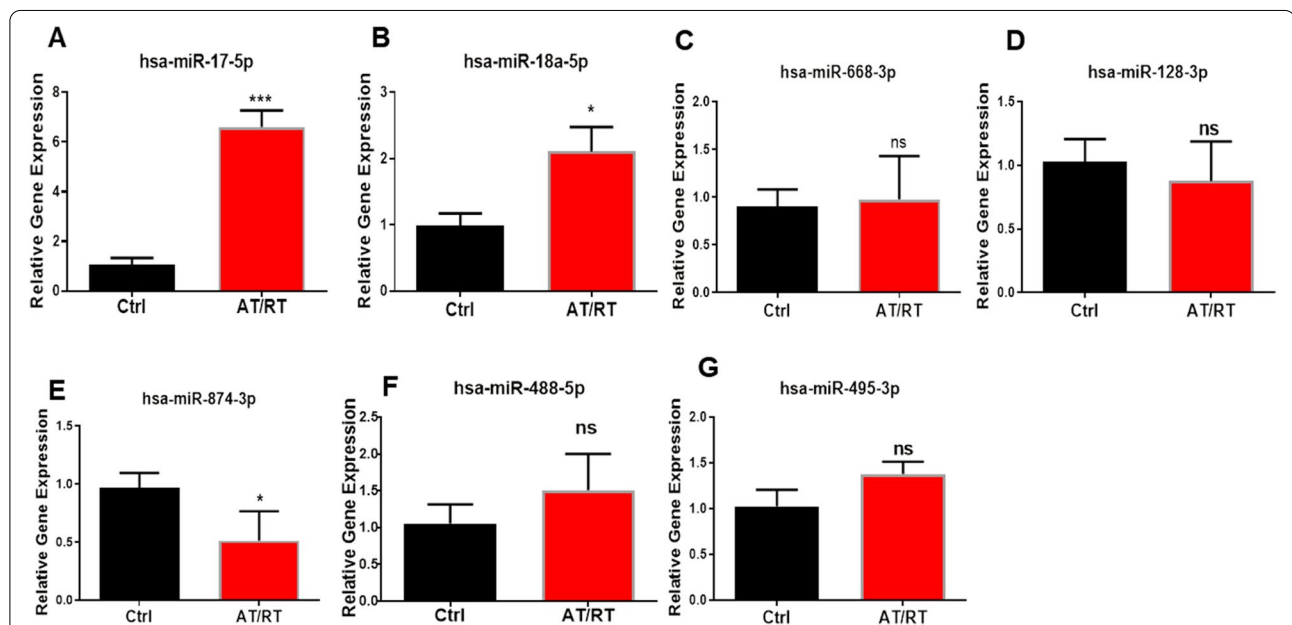 A
hsa-miR-17-5p
Relative Gene Expression
8
6
4
2
0
***
Ctrl
AT/RT
B
hsa-miR-18a-5p
Relative Gene Expression
3
2
1
0
*
Ctrl
AT/RT
C
hsa-miR-668-3p
Relative Gene Expression
2.0
1.5
1.0
0.5
0.0
ns
Ctrl
AT/RT
D
hsa-miR-128-3p
Relative Gene Expression
1.5
1.0
0.5
0.0
ns
Ctrl
AT/RT
E
hsa-miR-874-3p
Relative Gene Expression
1.5
1.0
0.5
0.0
*
Ctrl
AT/RT
F
hsa-miR-488-5p
Relative Gene Expression
2.5
2.0
1.5
1.0
0.5
0.0
ns
Ctrl
AT/RT
G
hsa-miR-495-3p
Relative Gene Expression
2.0
1.5
1.0
0.5
0.0
ns
Ctrl
AT/RT